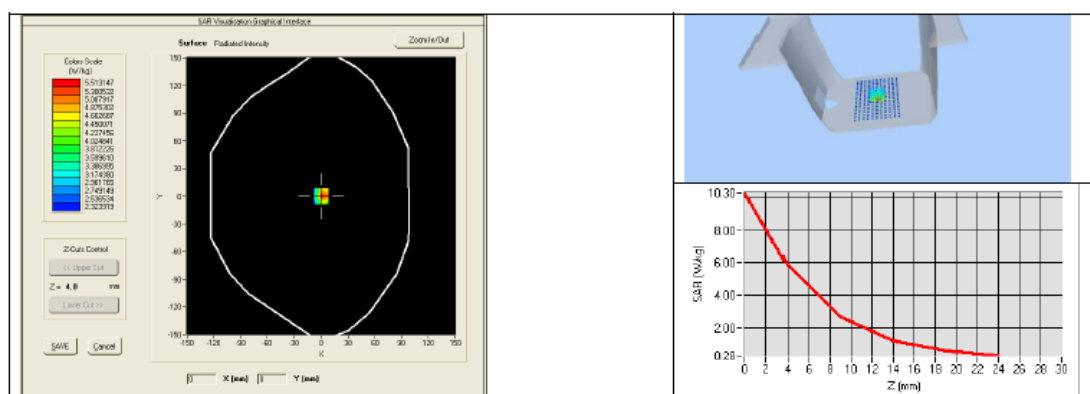 SAR Visualisation Graphical Interface
Surface Radiated Intensity
Zoom In/Out
Colors Scale
(W/kg)
5.513147
5.300532
5.087917
4.875302
4.662687
4.450071
4.237456
4.024841
3.812226
3.599610
3.386995
3.174380
2.961765
2.749149
2.536534
2.323919
Z-Cuts Control
<< Upper Cut
Z = 4.0 mm
Lower Cut >>
SAVE
Cancel
150
120
90
60
30
0
-30
-60
-90
-120
-150
Y
-150 -120 -90 -60 -30 0 30 60 90 120 150
X
0 X (mm) 0 Y (mm)
10.30
8.00
6.00
4.00
2.00
0.28
SAR (W/kg)
0 2 4 6 8 10 12 14 16 18 20 22 24 26 30
Z (mm)